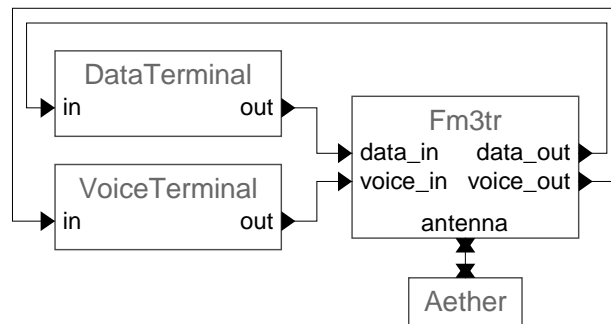 DataTerminal
in out
Fm3tr
data_in data_out
voice_in voice_out
antenna
VoiceTerminal
in out
Aether